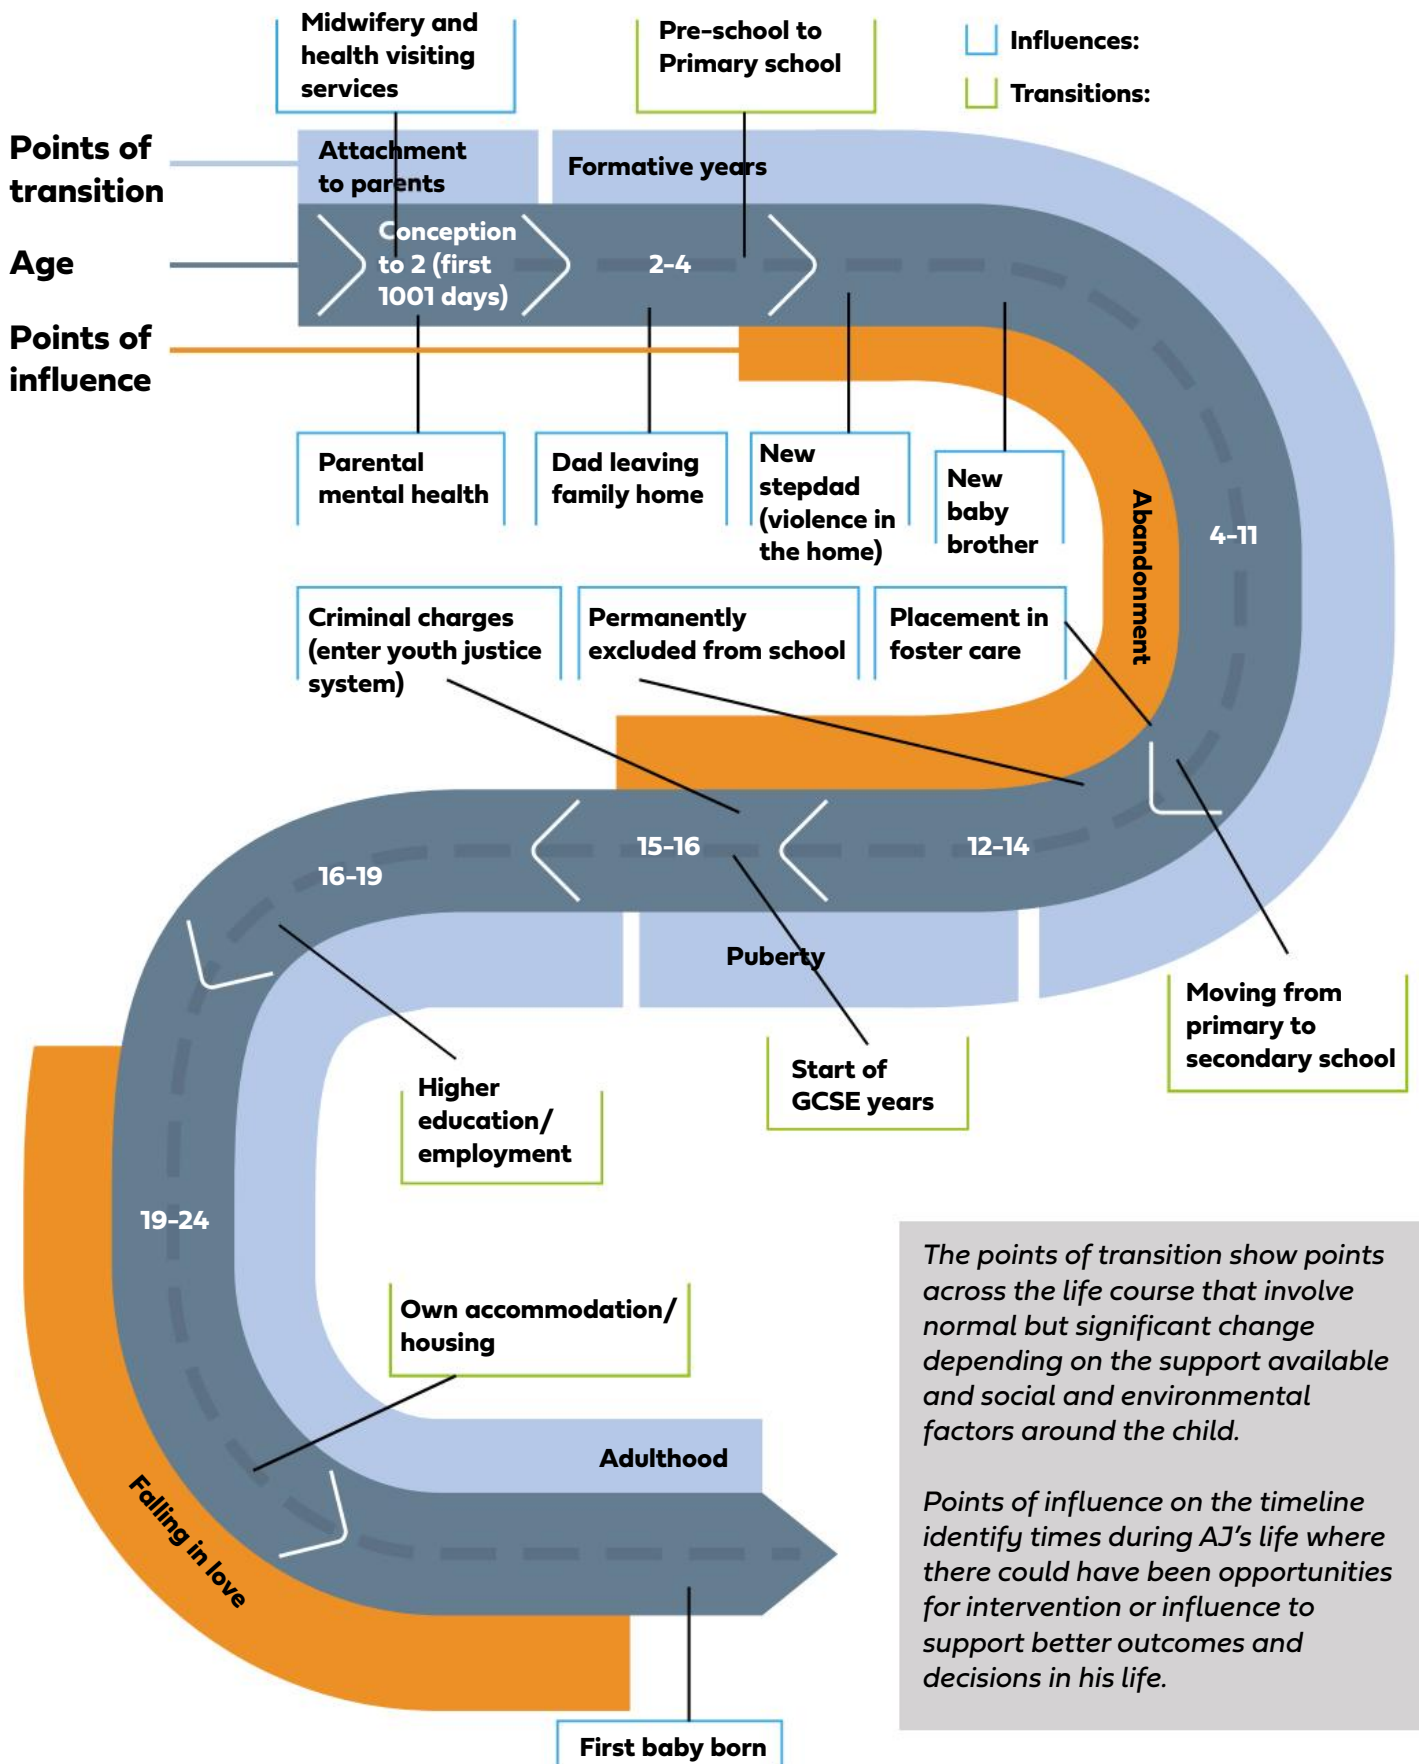 Midwifery and
health visiting
services
Pre-school to
Primary school
Influences:
Transitions:
Points of
transition
Attachment
to parents
Formative years
Age
Conception
to 2 (first
1001 days)
2-4
Points of
influence
Parental
mental health
Dad leaving
family home
New
stepdad
(violence in
the home)
New
baby
brother
Abandonment
4-11
Criminal charges
(enter youth justice
system)
Permanently
excluded from school
Placement in
foster care
16-19
15-16
12-14
Puberty
Moving from
primary to
secondary school
Start of
GCSE years
Higher
education/
employment
19-24
Own accommodation/
housing
Adulthood
Falling in love
First baby born
The points of transition show points
across the life course that involve
normal but significant change
depending on the support available
and social and environmental
factors around the child.
Points of influence on the timeline
identify times during AJ’s life where
there could have been opportunities
for intervention or influence to
support better outcomes and
decisions in his life.